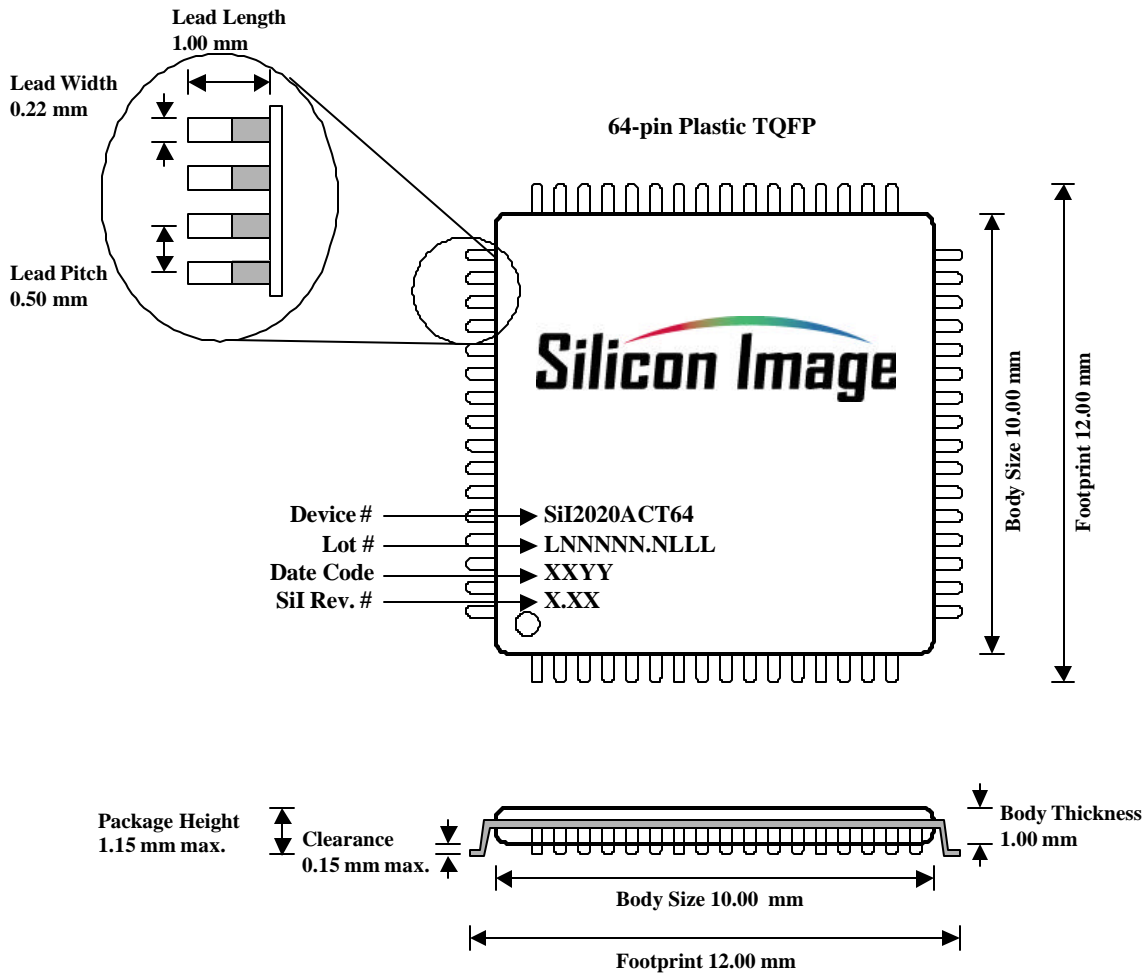 Lead Length
1.00 mm
Lead Width
0.22 mm
64-pin Plastic TQFP
Lead Pitch
0.50 mm
Silicon Image
Body Size 10.00 mm
Footprint 12.00 mm
Device # SiI2020ACT64
Lot # LNNNNN.NLLL
Date Code XXYY
SiI Rev. # X.XX
Package Height
1.15 mm max.
Clearance
0.15 mm max.
Body Thickness
1.00 mm
Body Size 10.00 mm
Footprint 12.00 mm